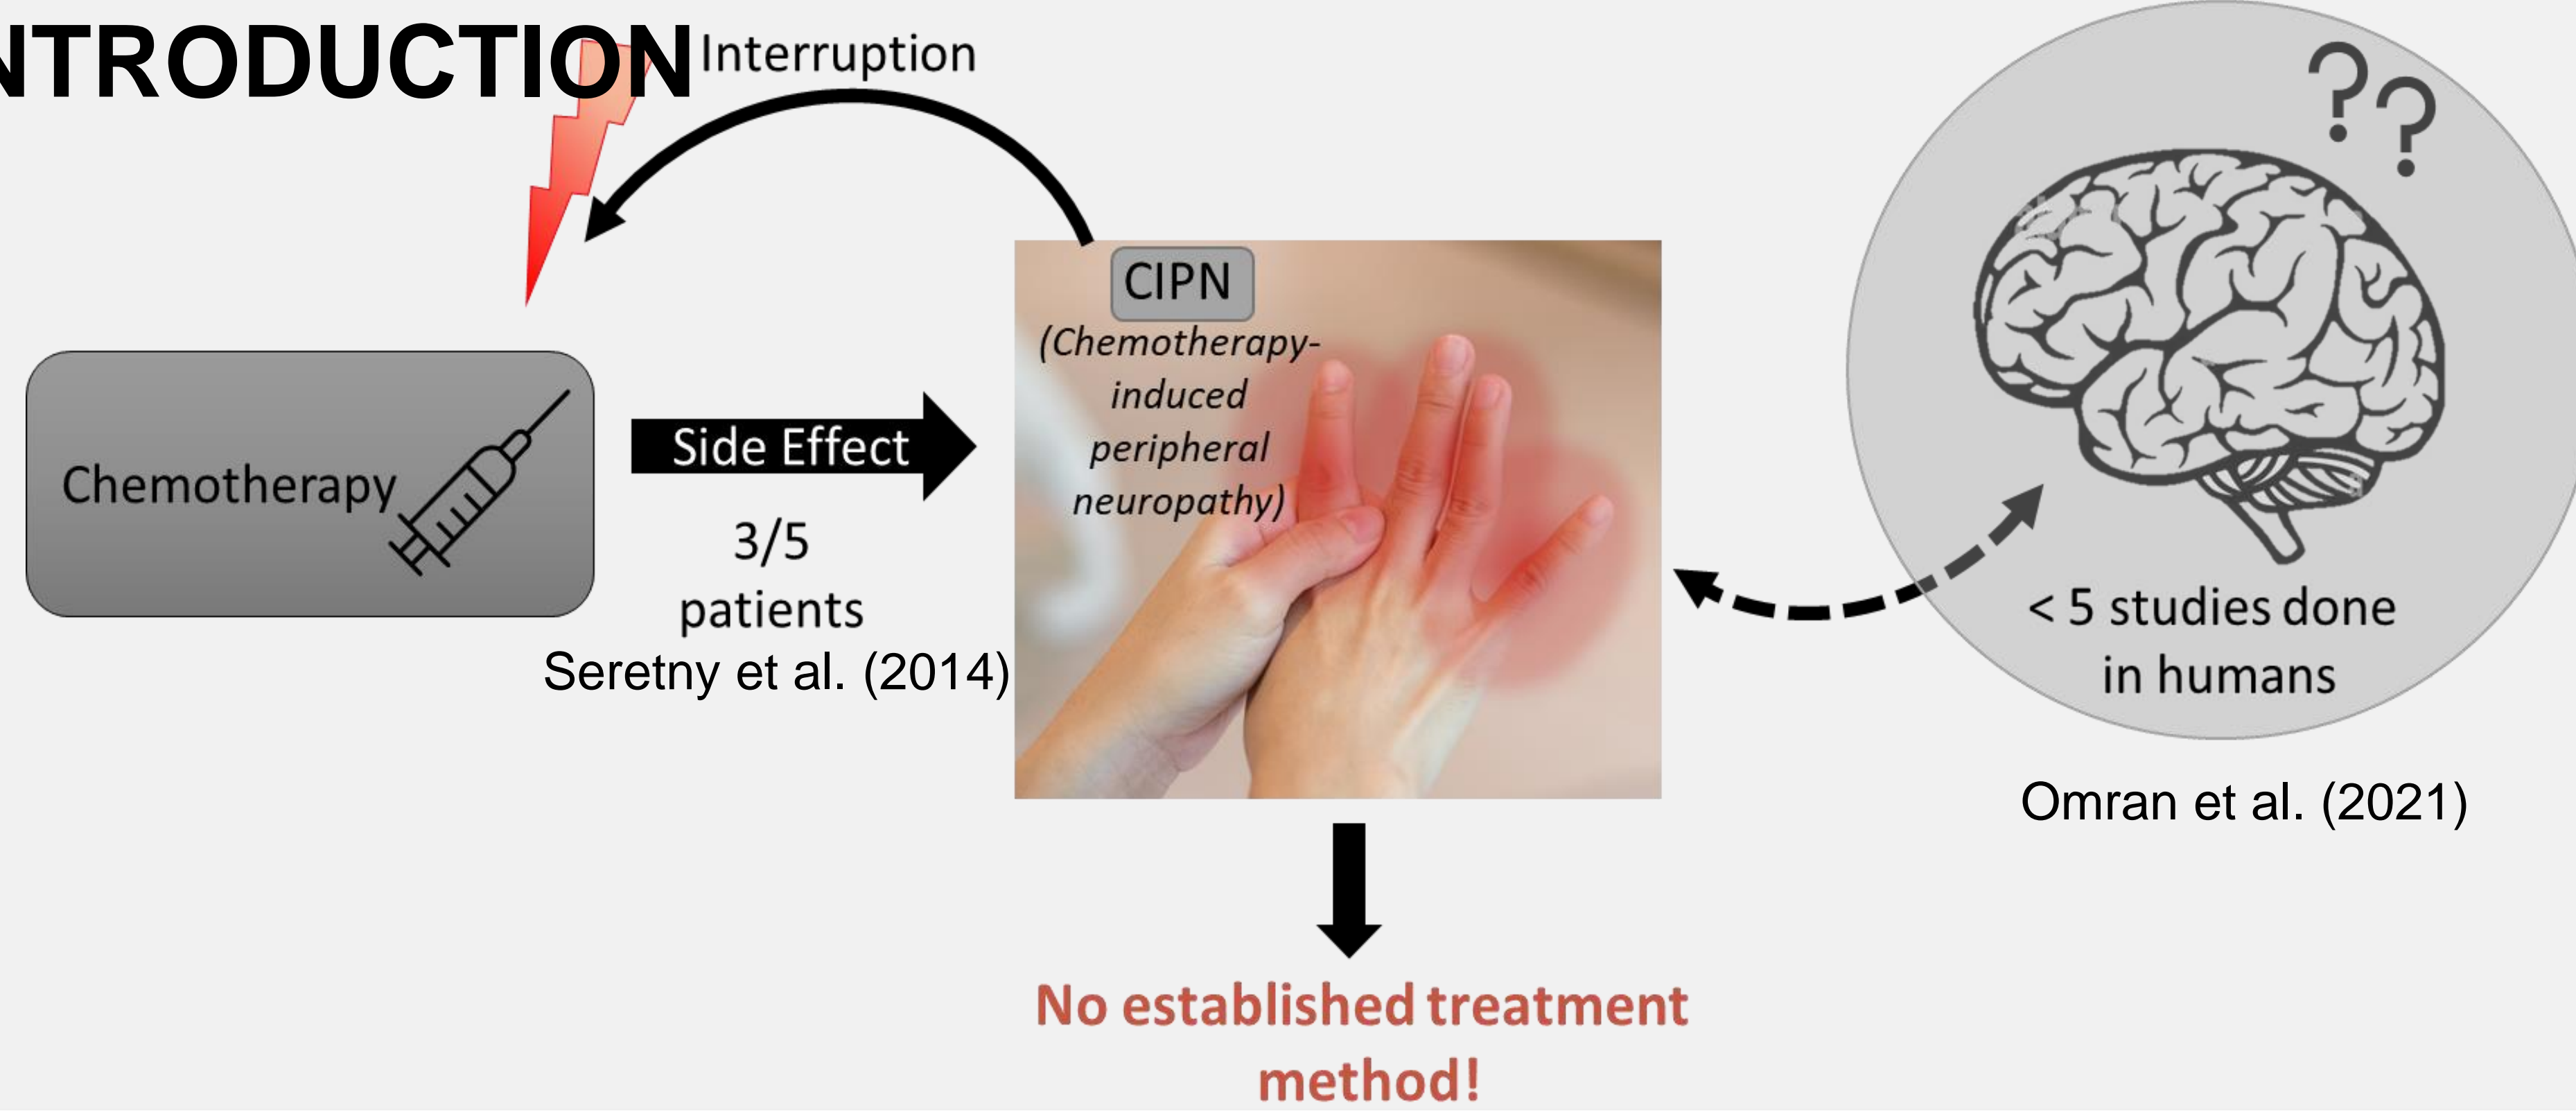 NTRODUCTION
Interruption
Chemotherapy
Side Effect
3/5
patients
Seretny et al. (2014)
CIPN
(Chemotherapy-
induced
peripheral
neuropathy)
??
< 5 studies done
in humans
Omran et al. (2021)
No established treatment
method!